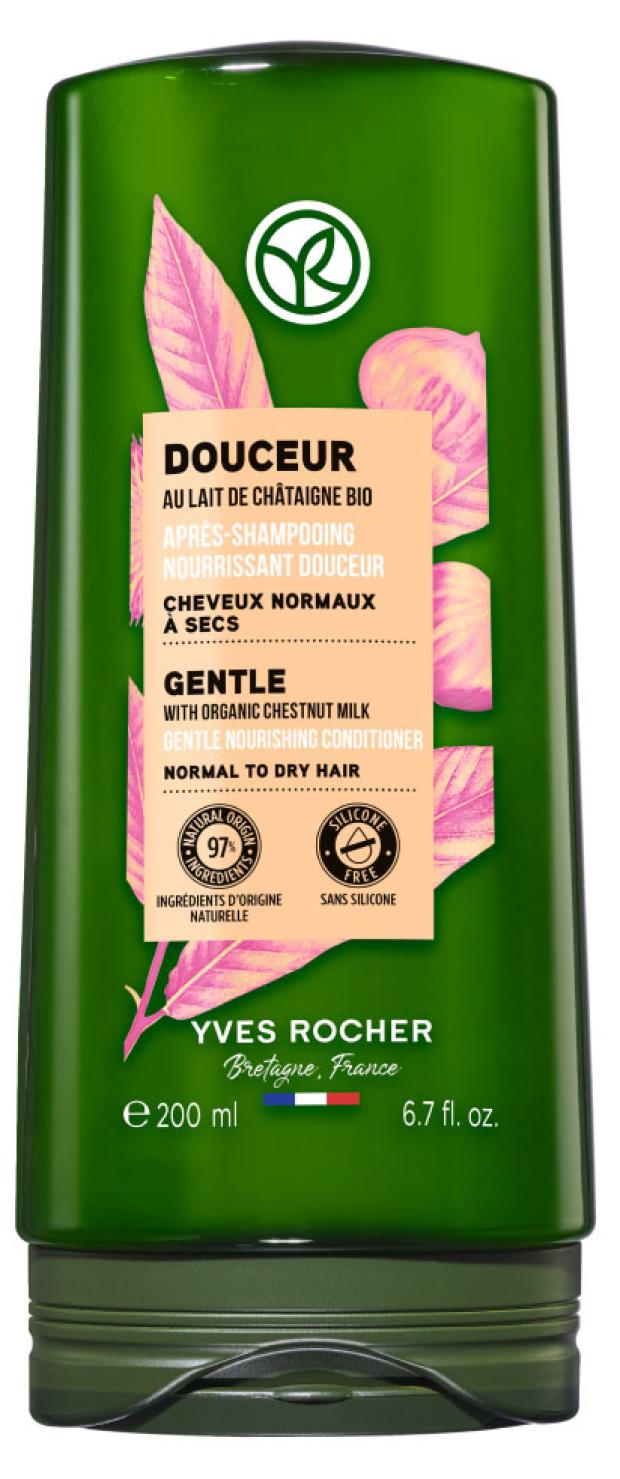 DOUCEUR
AU LAIT DE CHÂTAIGNE BIO
APRÈS-SHAMPOOING
NOURRISSANT DOUCEUR
CHEVEUX NORMAUX
À SECS
GENTLE
WITH ORGANIC CHESTNUT MILK
GENTLE NOURISHING CONDITIONER
NORMAL TO DRY HAIR
NATURAL ORIGIN
97%
INGREDIENTS
SILICONE
FREE
INGRÉDIENTS D'ORIGINE
NATURELLE
SANS SILICONE
YVES ROCHER
Bretagne, France
℮ 200 ml
6.7 fl. oz.